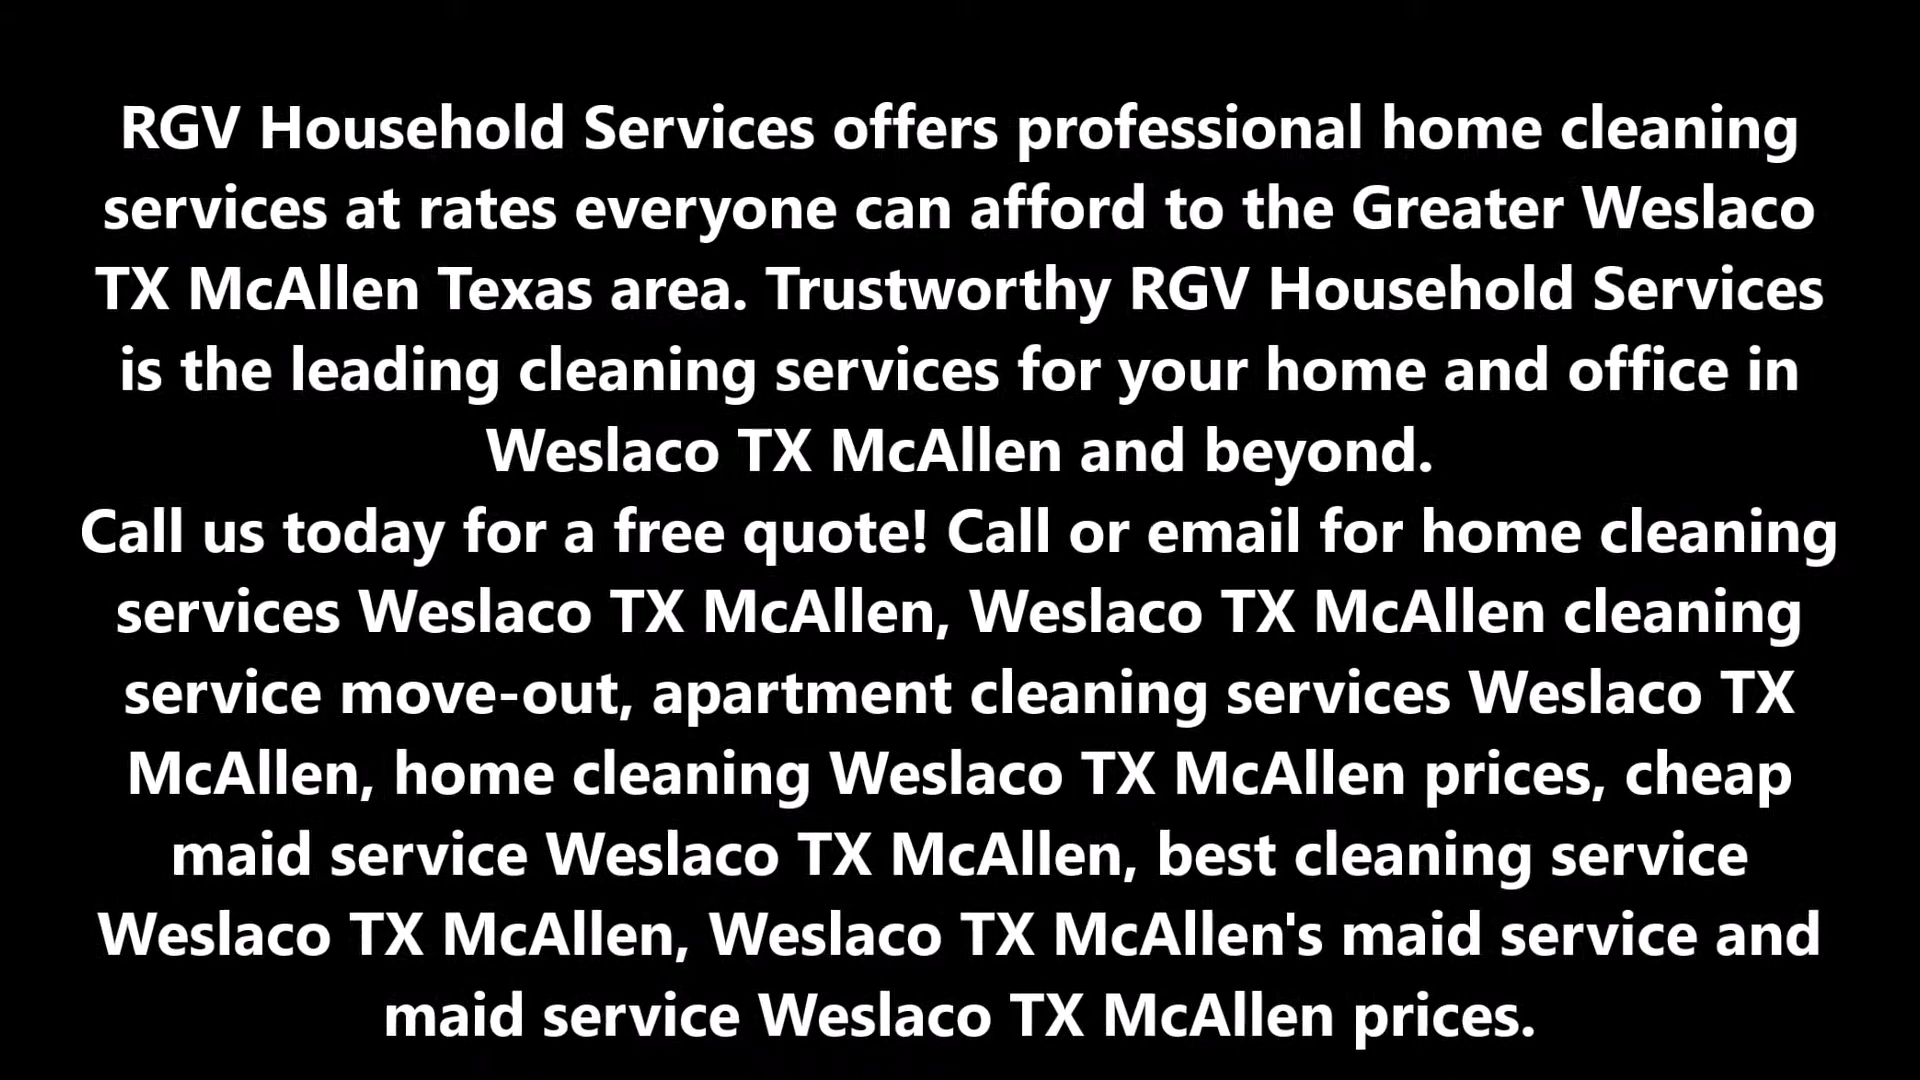 RGV Household Services offers professional home cleaning
services at rates everyone can afford to the Greater Weslaco
TX McAllen Texas area. Trustworthy RGV Household Services
is the leading cleaning services for your home and office in
Weslaco TX McAllen and beyond.
Call us today for a free quote! Call or email for home cleaning
services Weslaco TX McAllen, Weslaco TX McAllen cleaning
service move-out, apartment cleaning services Weslaco TX
McAllen, home cleaning Weslaco TX McAllen prices, cheap
maid service Weslaco TX McAllen, best cleaning service
Weslaco TX McAllen, Weslaco TX McAllen's maid service and
maid service Weslaco TX McAllen prices.